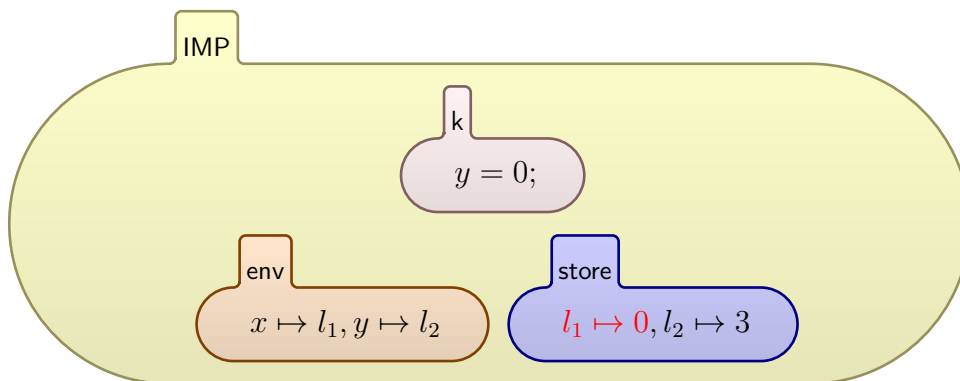 IMP
k
y = 0;
env
x ↦ l₁, y ↦ l₂
store
l₁ ↦ 0, l₂ ↦ 3